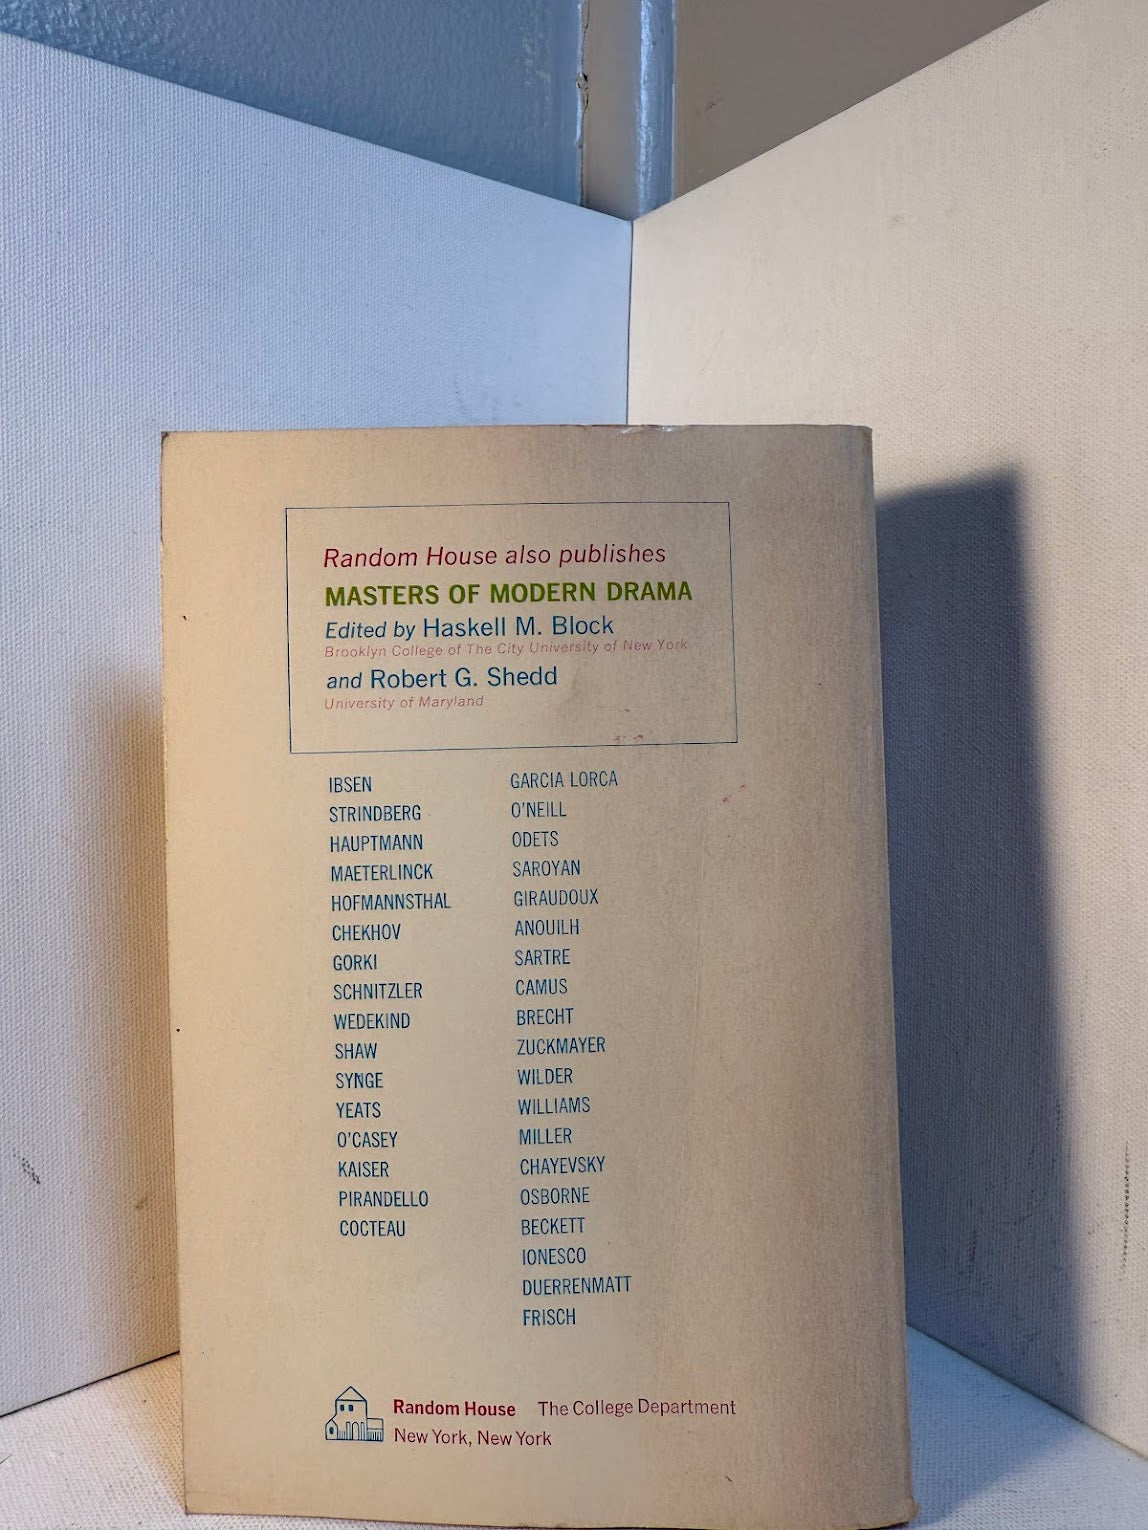 Random House also publishes
MASTERS OF MODERN DRAMA
Edited by Haskell M. Block
Brooklyn College of The City University of New York
and Robert G. Shedd
University of Maryland
IBSEN
STRINDBERG
HAUPTMANN
MAETERLINCK
HOFMANNSTHAL
CHEKHOV
GORKI
SCHNITZLER
WEDEKIND
SHAW
SYNGE
YEATS
O'CASEY
KAISER
PIRANDELLO
COCTEAU
GARCIA LORCA
O'NEILL
ODETS
SAROYAN
GIRAUDOUX
ANOUILH
SARTRE
CAMUS
BRECHT
ZUCKMAYER
WILDER
WILLIAMS
MILLER
CHAYEVSKY
OSBORNE
BECKETT
IONESCO
DUERRENMATT
FRISCH
Random House The College Department
New York, New York